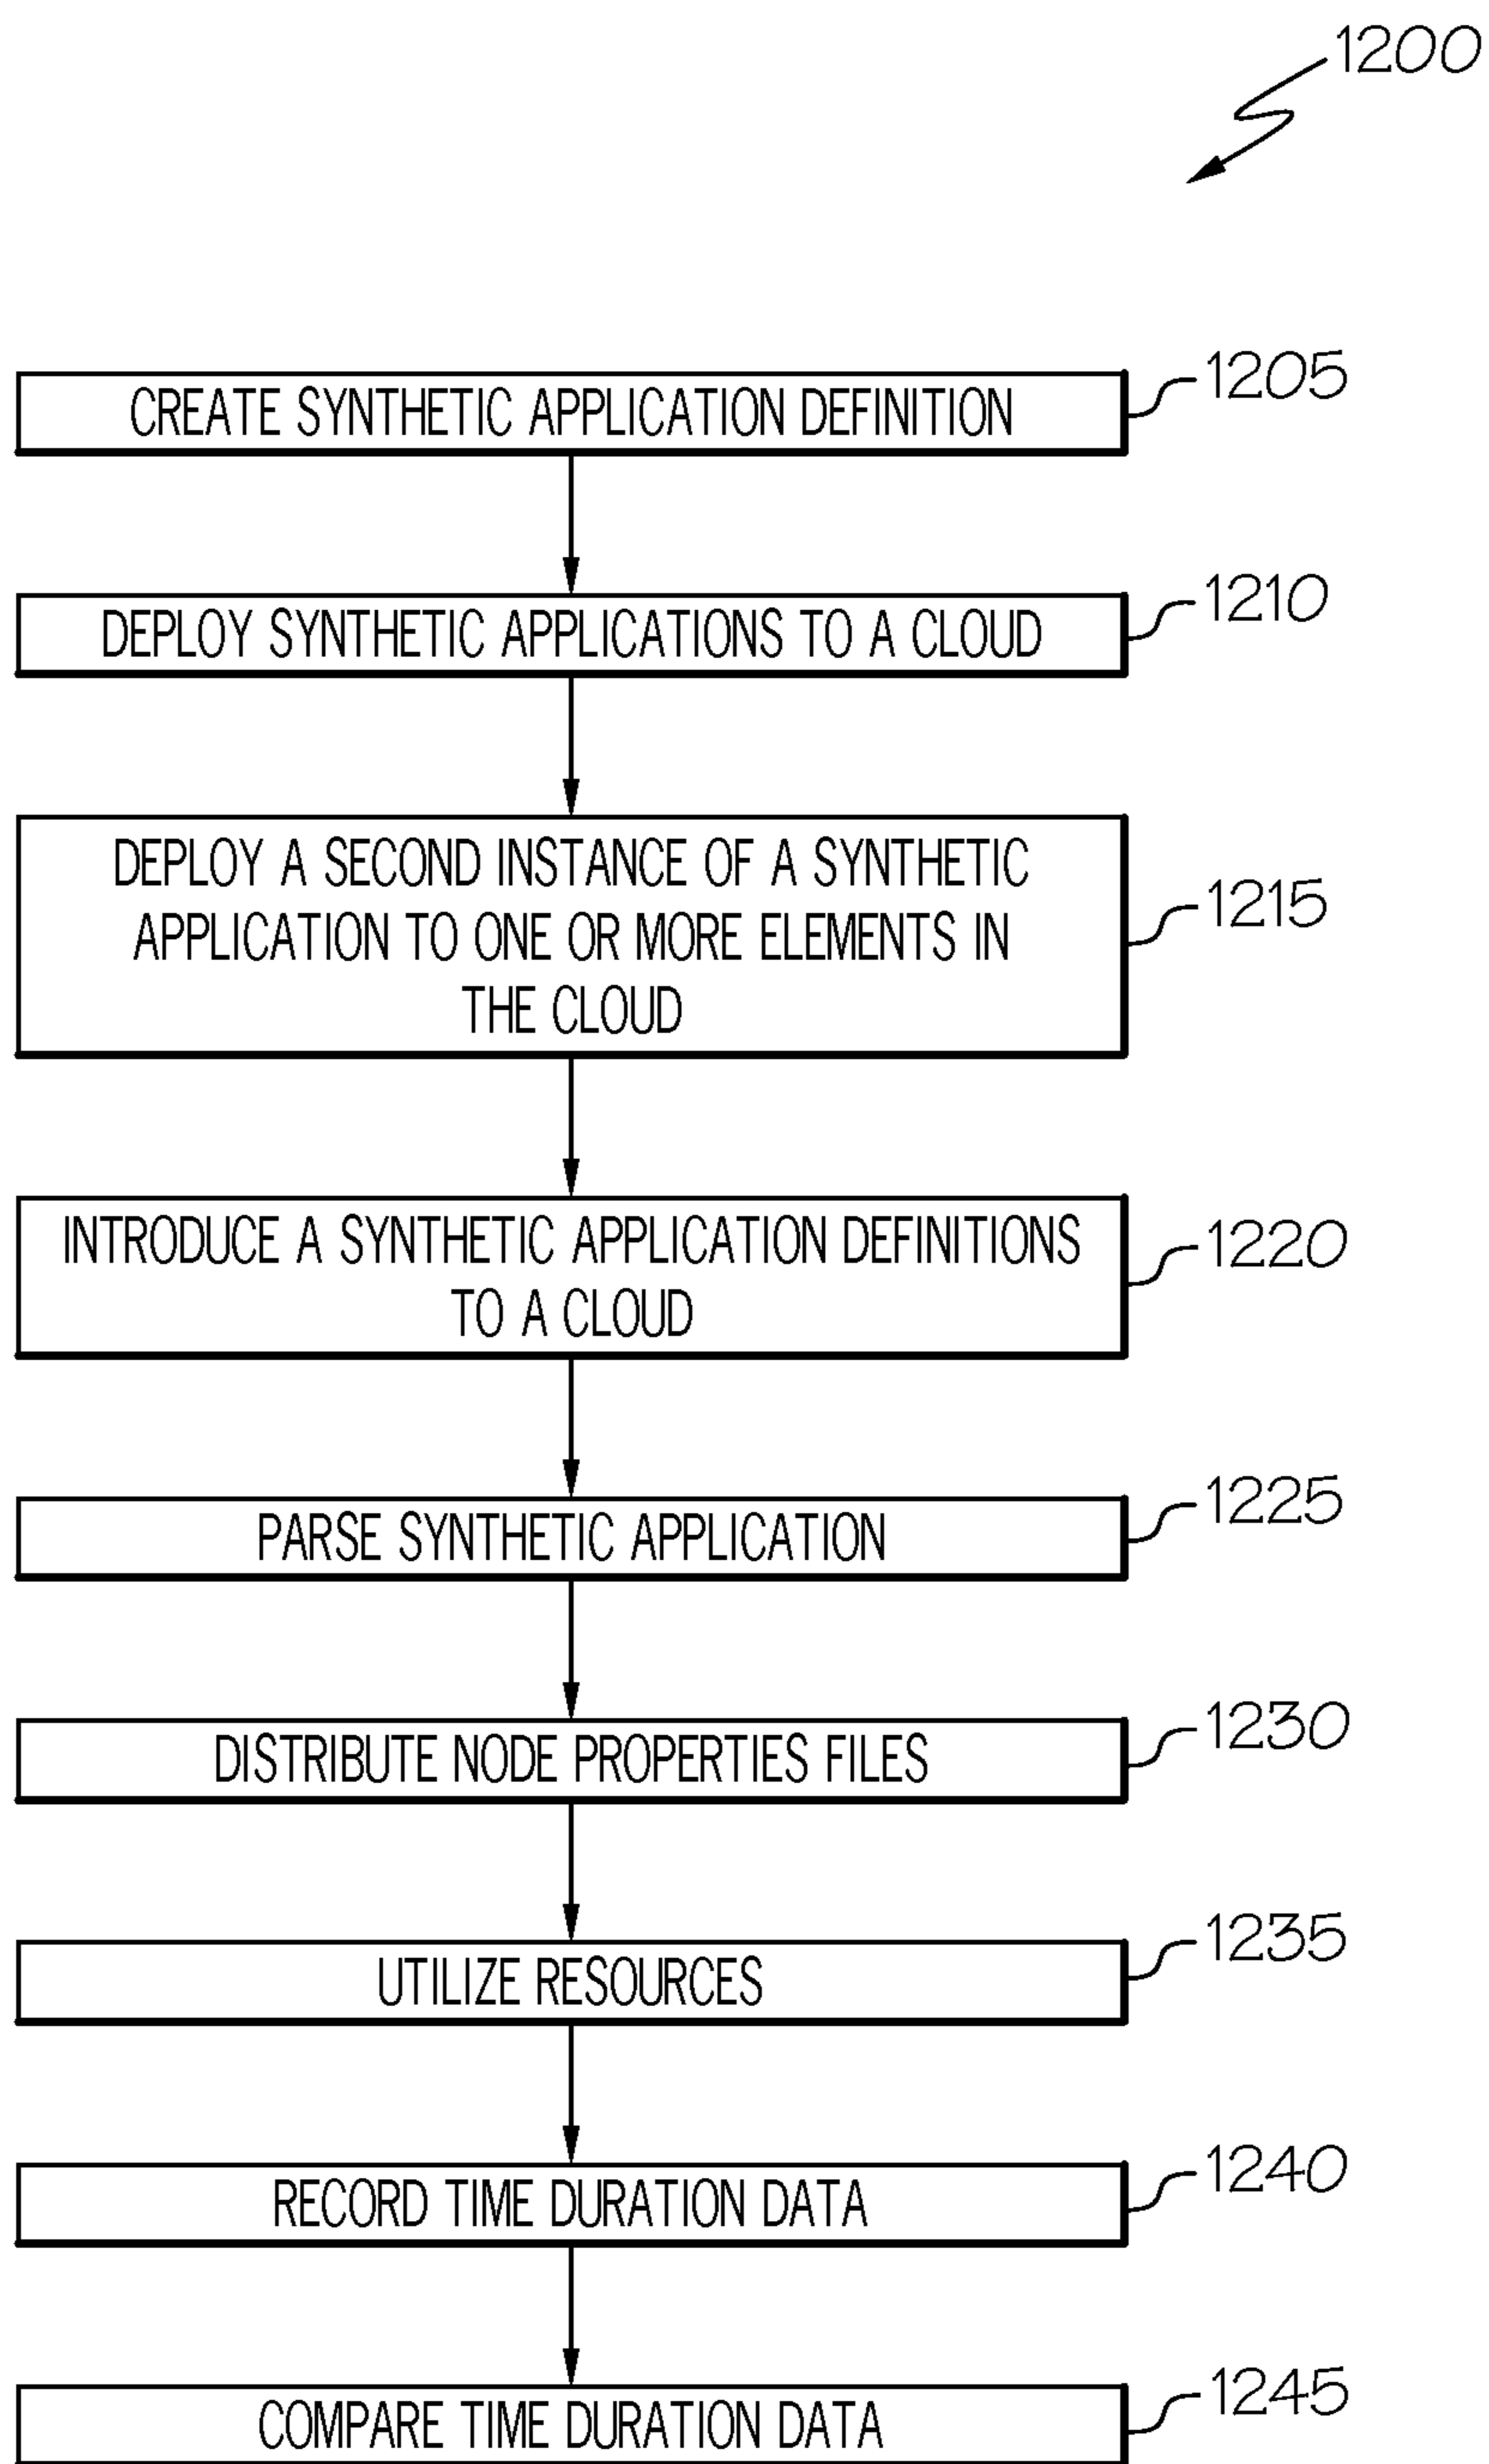 1200
CREATE SYNTHETIC APPLICATION DEFINITION
1205
DEPLOY SYNTHETIC APPLICATIONS TO A CLOUD
1210
DEPLOY A SECOND INSTANCE OF A SYNTHETIC
APPLICATION TO ONE OR MORE ELEMENTS IN
THE CLOUD
1215
INTRODUCE A SYNTHETIC APPLICATION DEFINITIONS
TO A CLOUD
1220
PARSE SYNTHETIC APPLICATION
1225
DISTRIBUTE NODE PROPERTIES FILES
1230
UTILIZE RESOURCES
1235
RECORD TIME DURATION DATA
1240
COMPARE TIME DURATION DATA
1245